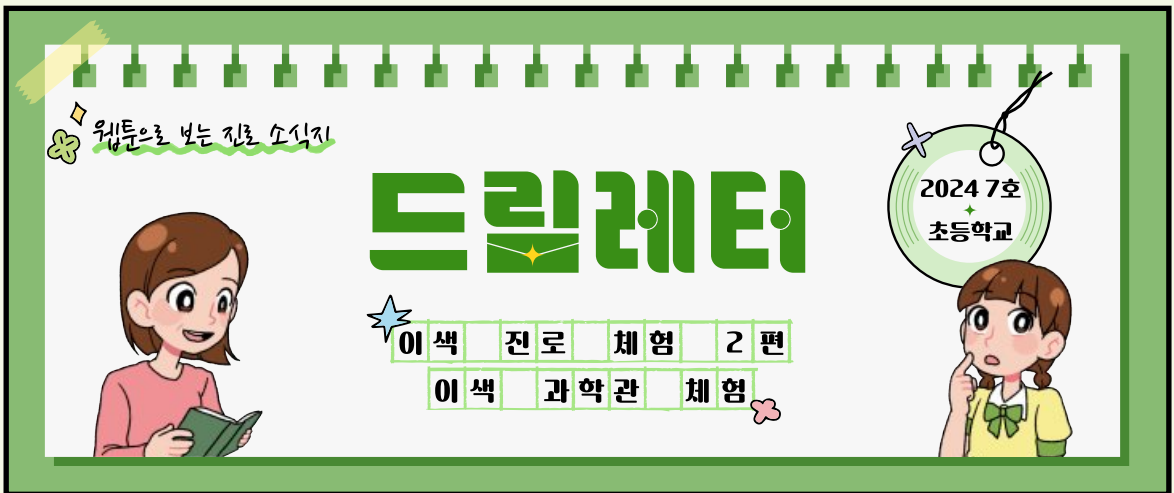 웹툰으로 보는 진로 소식지
드림레터
2024 7호
초등학교
이색 진로 체험 2편
이색 과학관 체험